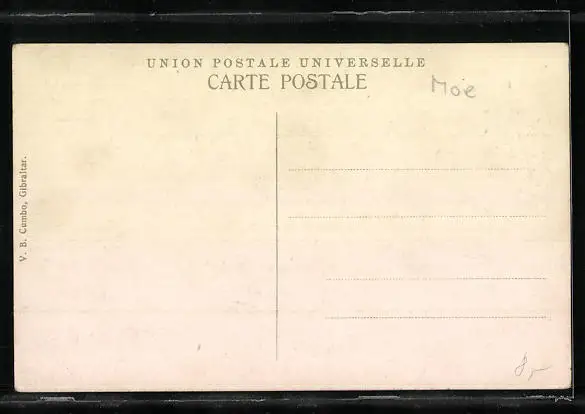 UNION POSTALE UNIVERSELLE
CARTE POSTALE
Moe
V. B. Cumbo, Gibraltar.